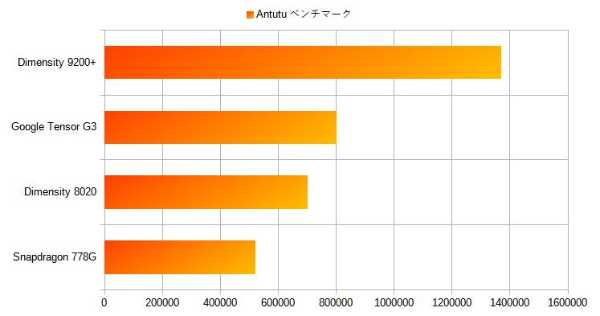 Antutu ベンチマーク
Dimensity 9200+
Google Tensor G3
Dimensity 8020
Snapdragon 778G
0 200000 400000 600000 800000 1000000 1200000 1400000 1600000